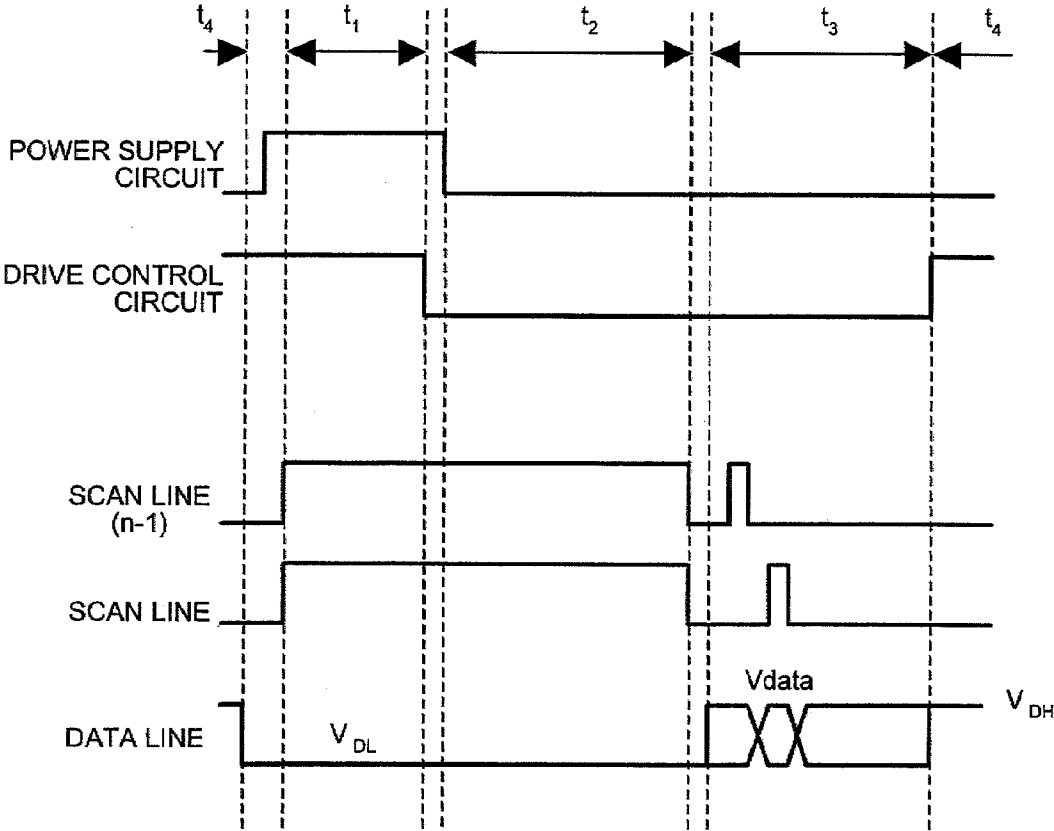 t4 t1 t2 t3 t4
POWER SUPPLY
CIRCUIT
DRIVE CONTROL
CIRCUIT
SCAN LINE
(n-1)
SCAN LINE
Vdata
VDH
DATA LINE
VDL